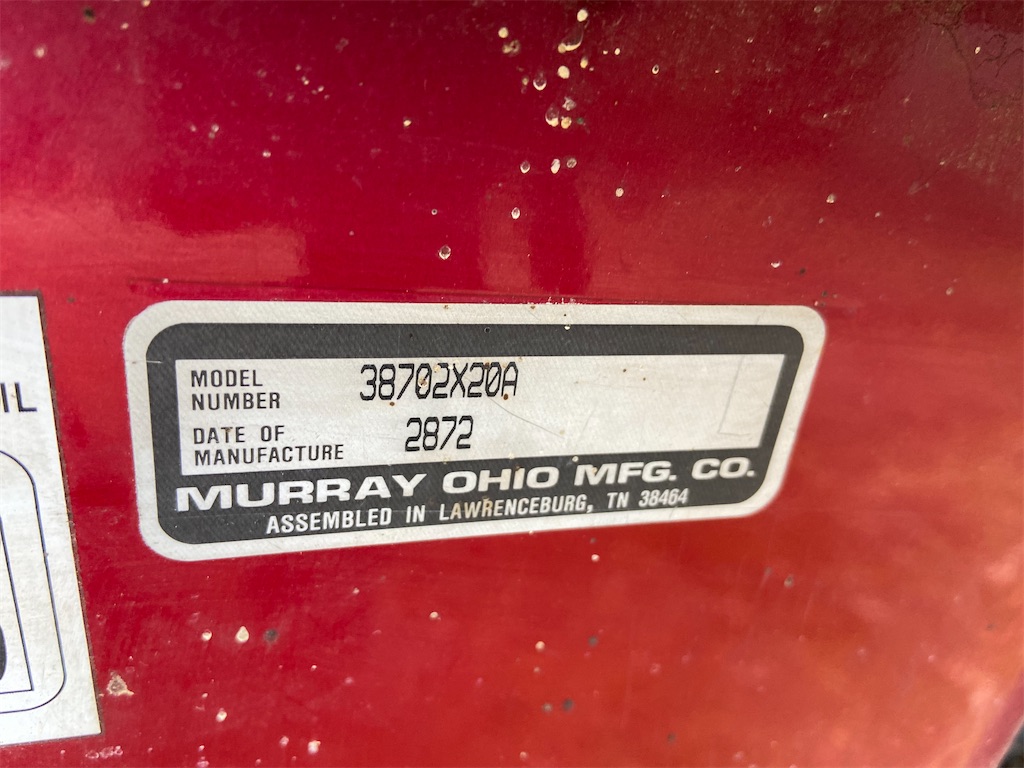 MODEL NUMBER 38702X20A
DATE OF MANUFACTURE 2872
MURRAY OHIO MFG. CO.
ASSEMBLED IN LAWRENCEBURG, TN 38464